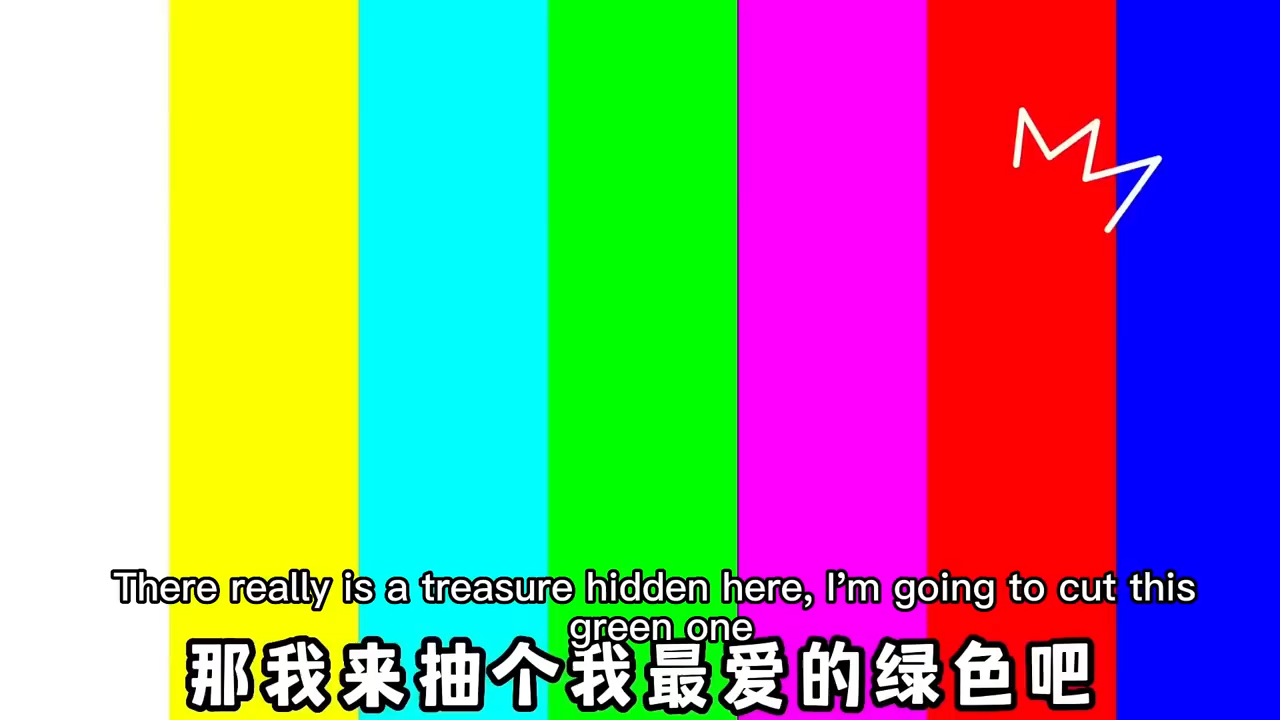 There really is a treasure hidden here, I’m going to cut this
green one
那我来抽个我最爱的绿色吧